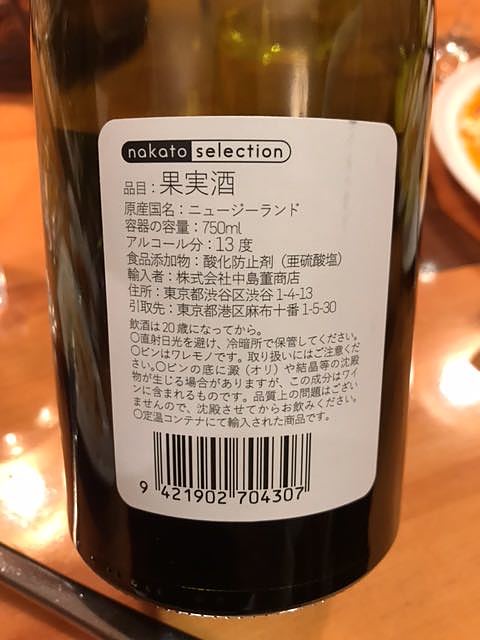 nakato selection
品目：果実酒
原産国名：ニュージーランド
容器の容量：750ml
アルコール分：13度
食品添加物：酸化防止剤（亜硫酸塩）
輸入者：株式会社中島董商店
住所：東京都渋谷区渋谷1-4-13
引取先：東京都港区麻布十番1-5-30
飲酒は20歳になってから。
○直射日光を避け、冷暗所で保管してください。
○ビンはワレモノです。取り扱いにはご注意くだ
さい。○ビンの底に澱（オリ）や結晶等の沈殿
物が生じる場合がありますが、この成分はワイ
ンに含まれるものです。品質上の問題はござい
ませんので、沈殿させてからお飲みください。
○定温コンテナにて輸入された商品です。
9 421902 704307